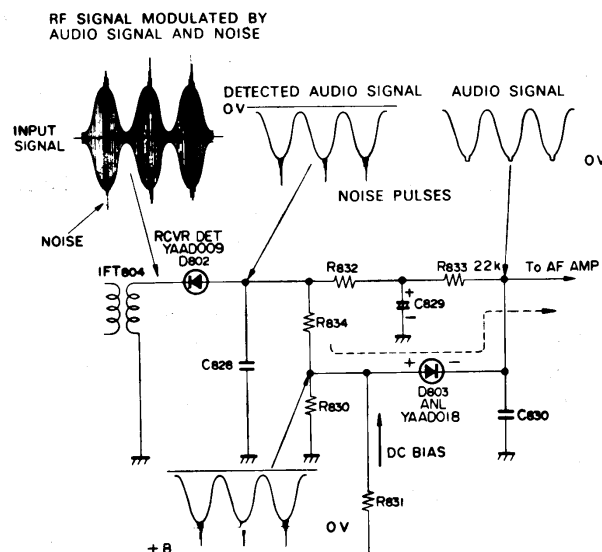 RF SIGNAL MODULATED BY
AUDIO SIGNAL AND NOISE
DETECTED AUDIO SIGNAL
0V
AUDIO SIGNAL
INPUT
SIGNAL
0V
NOISE PULSES
NOISE
RCVR DET
YAAD009
D802
IFT804
R832
R833 22k
To AF AMP
+
C829
-
R834
C828
+ -
D803
ANL
YAAD018
R830
C830
DC BIAS
R831
0V
+B